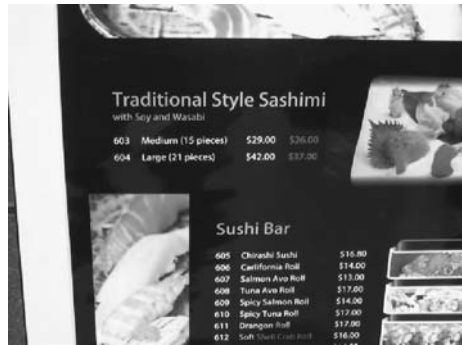 Traditional Style Sashimi
with Soy and Wasabi
603 Medium (15 pieces) $29.00 $26.00
604 Large (21 pieces) $42.00 $37.00
Sushi Bar
605 Chirashi Sushi $16.80
606 Carlifornia Roll $14.00
607 Salmon Avo Roll $13.00
608 Tuna Avo Roll $17.00
609 Spicy Salmon Roll $14.00
610 Spicy Tuna Roll $17.00
611 Drangon Roll $17.00
612 Soft Shell Crab Roll $16.00